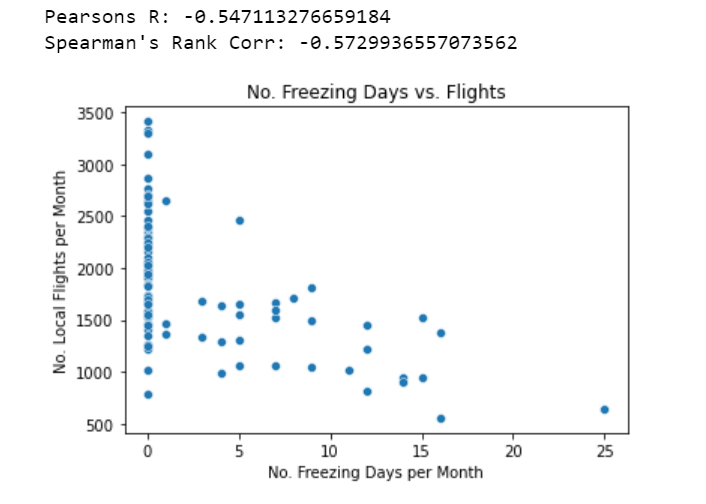 Pearsons R: -0.547113276659184
Spearman's Rank Corr: -0.5729936557073562
No. Freezing Days vs. Flights
3500
3000
2500
2000
1500
1000
500
No. Local Flights per Month
0 5 10 15 20 25
No. Freezing Days per Month